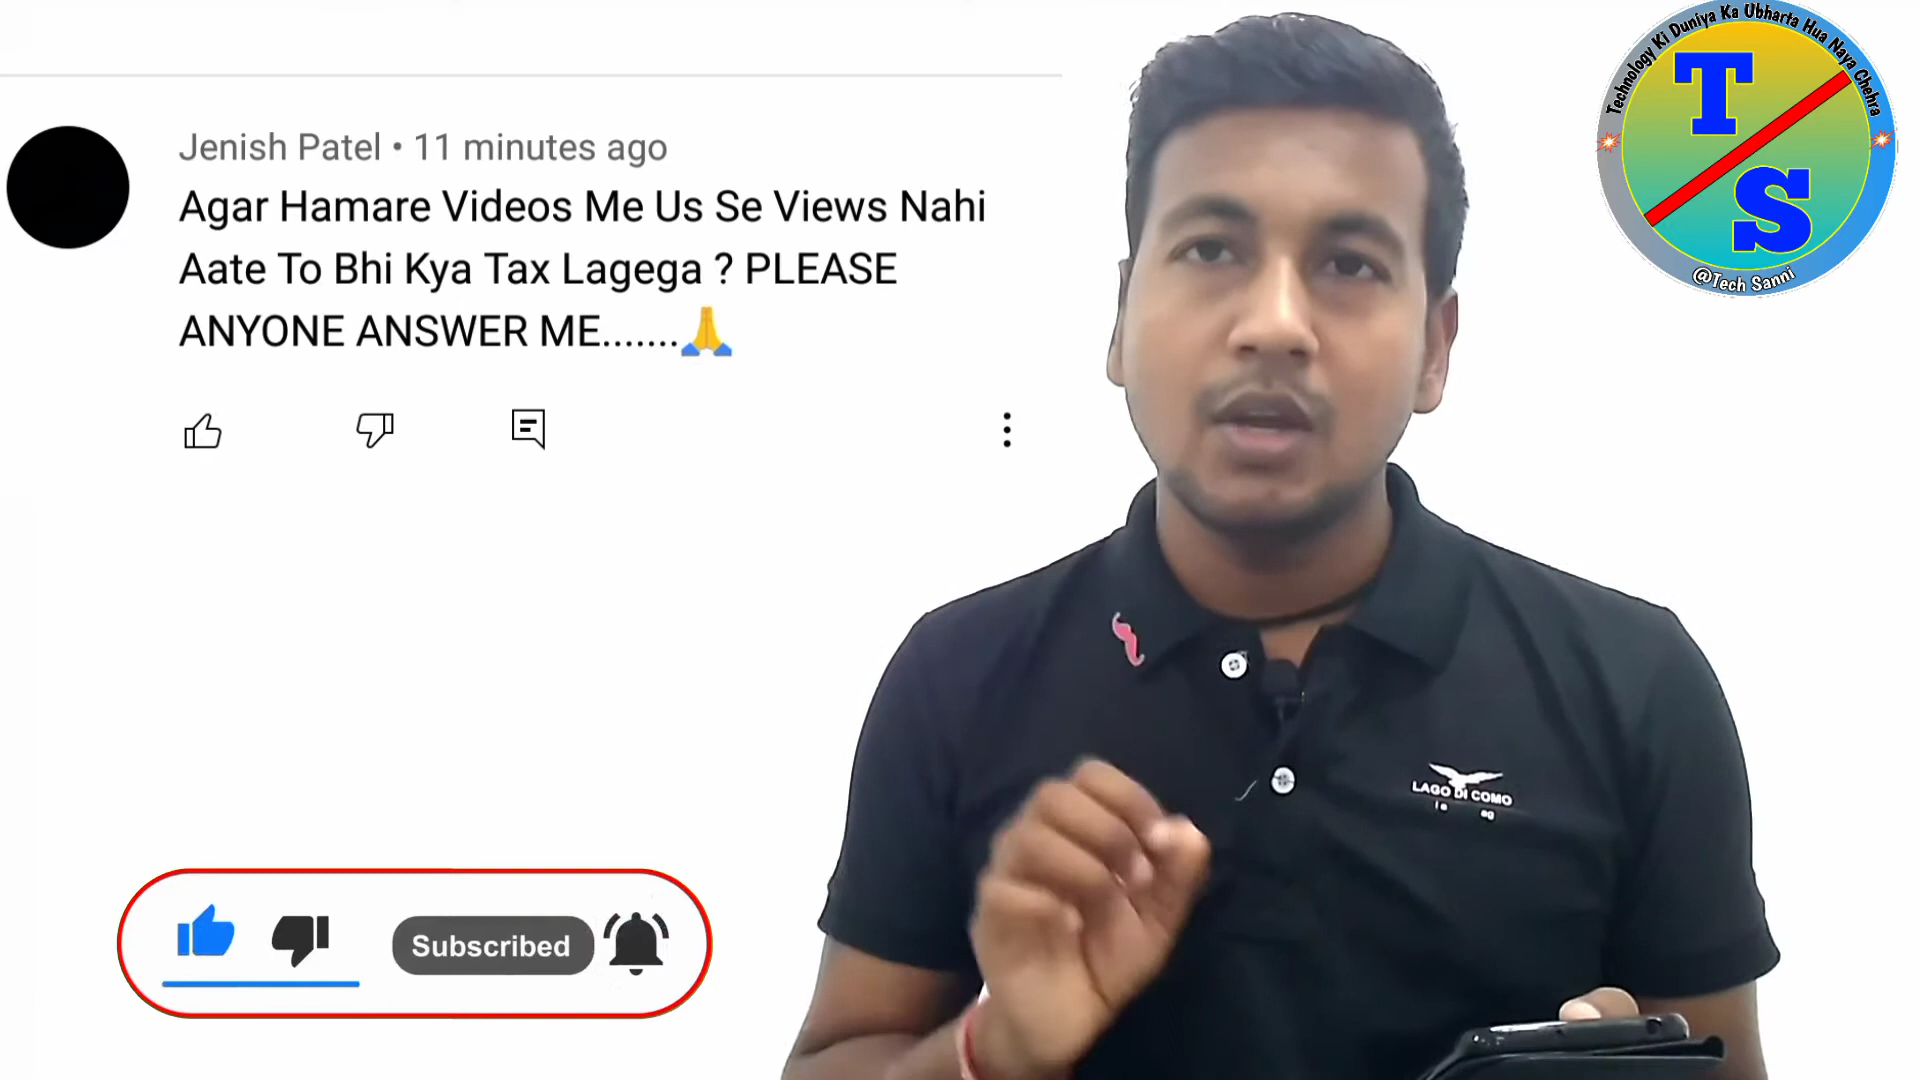 Jenish Patel • 11 minutes ago
Agar Hamare Videos Me Us Se Views Nahi
Aate To Bhi Kya Tax Lagega ? PLEASE
ANYONE ANSWER ME.......🙏
Technology Ki Duniya Ka Ubharta Hua Naya Chehra
T
S
@Tech Sanni
LAGO DI COMO
Subscribed